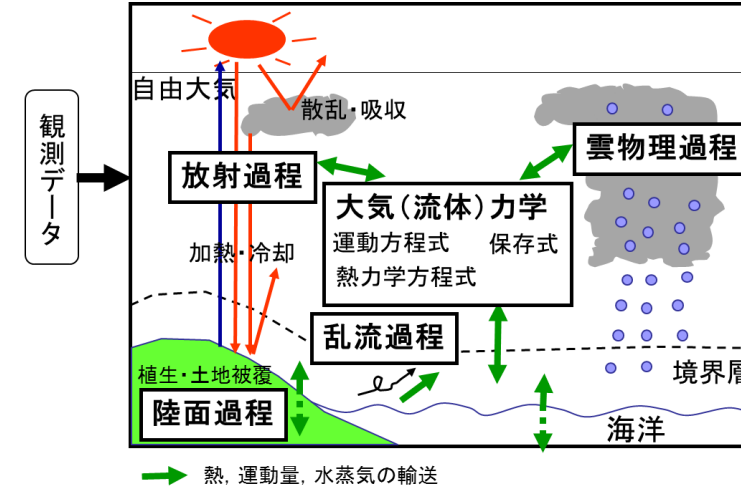 自由大気
散乱・吸収
観測データ
雲物理過程
放射過程
大気（流体）力学
運動方程式　保存式
熱力学方程式
加熱・冷却
乱流過程
植生・土地被覆
境界層
陸面過程
海洋
熱, 運動量, 水蒸気の輸送